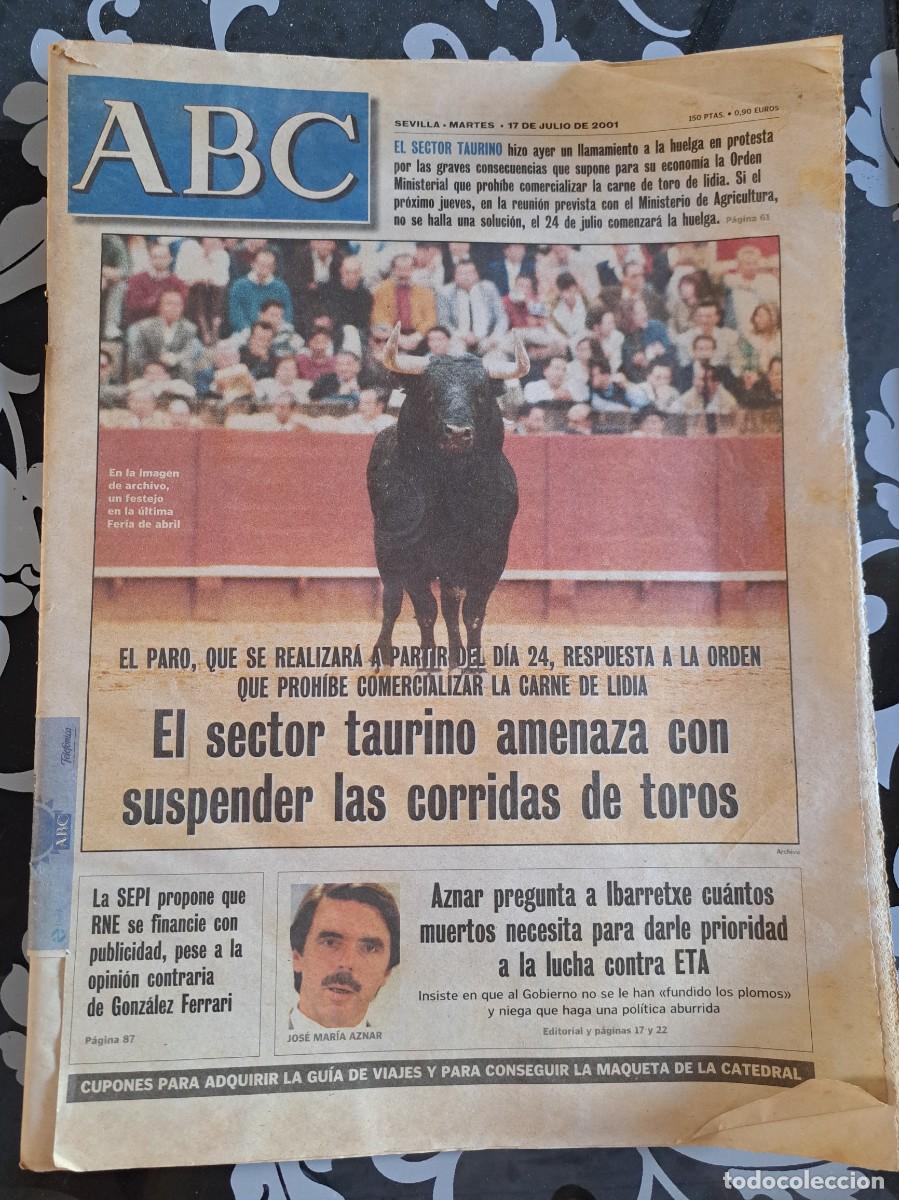 ABC
SEVILLA • MARTES • 17 DE JULIO DE 2001
150 PTAS. • 0,90 EUROS
EL SECTOR TAURINO hizo ayer un llamamiento a la huelga en protesta
por las graves consecuencias que supone para su economía la Orden
Ministerial que prohíbe comercializar la carne de toro de lidia. Si el
próximo jueves, en la reunión prevista con el Ministerio de Agricultura,
no se halla una solución, el 24 de julio comenzará la huelga. Página 61
En la imagen
de archivo,
un festejo
en la última
Feria de abril
EL PARO, QUE SE REALIZARÁ A PARTIR DEL DÍA 24, RESPUESTA A LA ORDEN
QUE PROHÍBE COMERCIALIZAR LA CARNE DE LIDIA
El sector taurino amenaza con
suspender las corridas de toros
Archivo
Telefónica
ABC
La SEPI propone que
RNE se financie con
publicidad, pese a la
opinión contraria
de González Ferrari
Página 87
JOSÉ MARÍA AZNAR
Aznar pregunta a Ibarretxe cuántos
muertos necesita para darle prioridad
a la lucha contra ETA
Insiste en que al Gobierno no se le han «fundido los plomos»
y niega que haga una política aburrida
Editorial y páginas 17 y 22
CUPONES PARA ADQUIRIR LA GUÍA DE VIAJES Y PARA CONSEGUIR LA MAQUETA DE LA CATEDRAL
todocoleccion